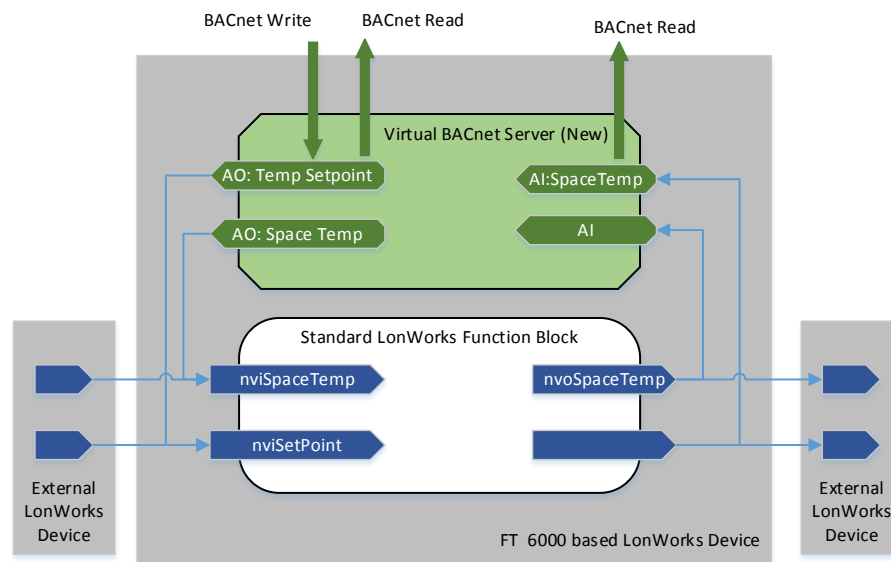 BACnet Write
BACnet Read
BACnet Read
Virtual BACnet Server (New)
AO: Temp Setpoint
AI:SpaceTemp
AO: Space Temp
AI
Standard LonWorks Function Block
nviSpaceTemp
nvoSpaceTemp
nviSetPoint
External
LonWorks
Device
External
LonWorks
Device
FT 6000 based LonWorks Device